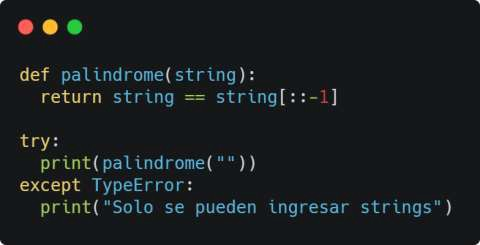 def palindrome(string):
  return string == string[::-1]

try:
  print(palindrome(""))
except TypeError:
  print("Solo se pueden ingresar strings")